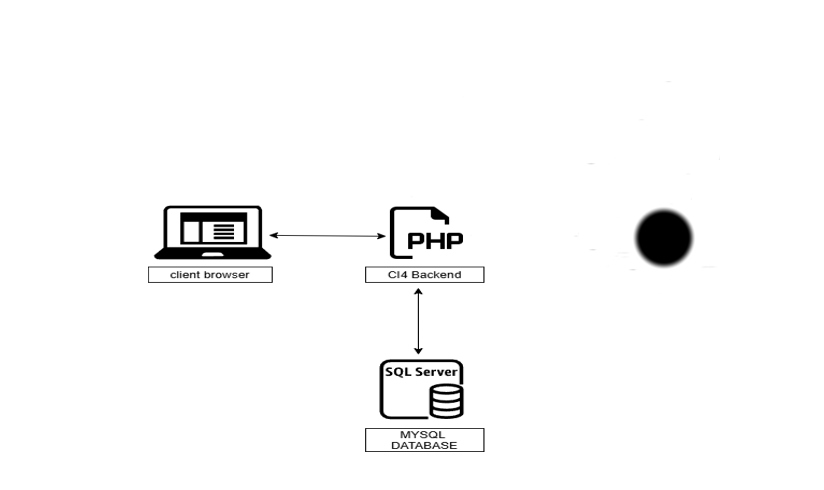 PHP
client browser
CI4 Backend
SQL Server
MYSQL
DATABASE